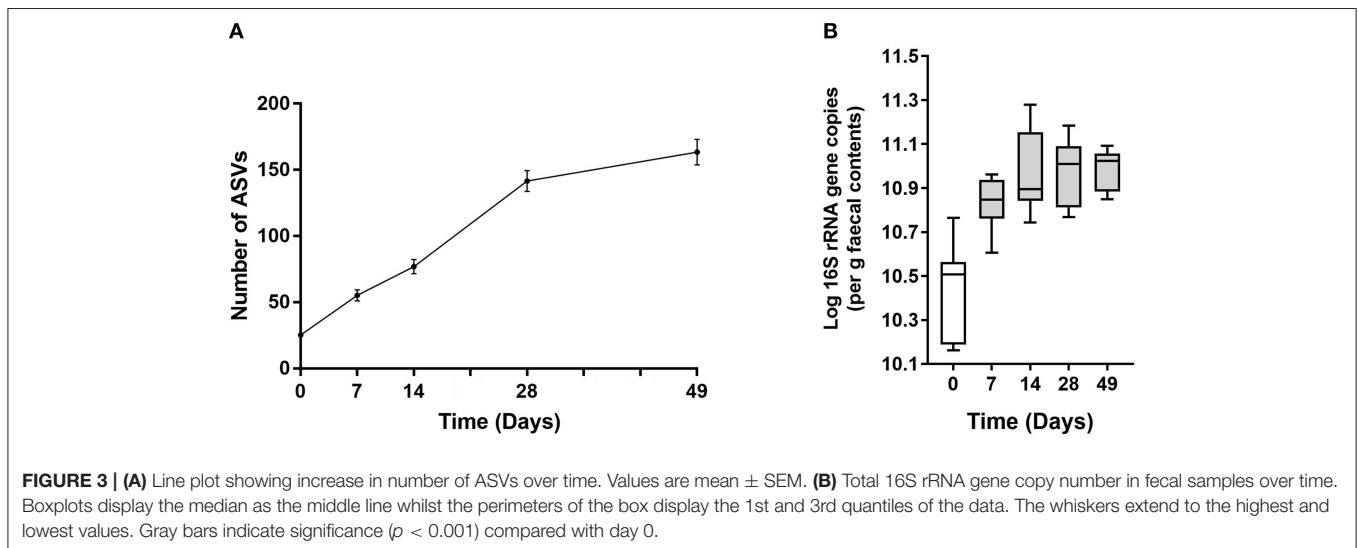 A
Number of ASVs
200
150
100
50
0
0 7 14 28 49
Time (Days)
B
Log 16S rRNA gene copies
(per g faecal contents)
11.5
11.3
11.1
10.9
10.7
10.5
10.3
10.1
0 7 14 28 49
Time (Days)
FIGURE 3 | (A) Line plot showing increase in number of ASVs over time. Values are mean ± SEM. (B) Total 16S rRNA gene copy number in fecal samples over time.
Boxplots display the median as the middle line whilst the perimeters of the box display the 1st and 3rd quantiles of the data. The whiskers extend to the highest and
lowest values. Gray bars indicate significance (p < 0.001) compared with day 0.